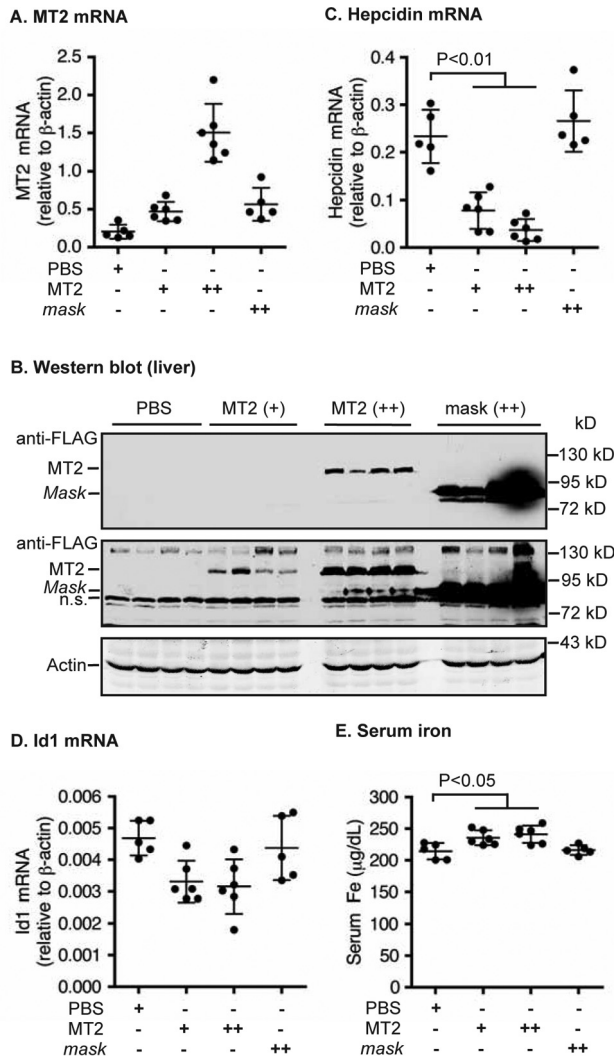 A. MT2 mRNA
MT2 mRNA
(relative to β-actin)
2.5
2.0
1.5
1.0
0.5
0.0
PBS + - - -
MT2 - + ++ -
mask - - - ++
C. Hepcidin mRNA
P<0.01
Hepcidin mRNA
(relative to β-actin)
0.4
0.3
0.2
0.1
0.0
PBS + - - -
MT2 - + ++ -
mask - - - ++
B. Western blot (liver)
PBS MT2 (+) MT2 (++) mask (++) kD
anti-FLAG
MT2
Mask
130 kD
95 kD
72 kD
anti-FLAG
MT2
Mask
n.s.
130 kD
95 kD
72 kD
43 kD
Actin
D. Id1 mRNA
Id1 mRNA
(relative to β-actin)
0.006
0.005
0.004
0.003
0.002
0.001
0.000
PBS + - - -
MT2 - + ++ -
mask - - - ++
E. Serum iron
P<0.05
Serum Fe (µg/dL)
300
250
200
150
100
50
0
PBS + - - -
MT2 - + ++ -
mask - - - ++